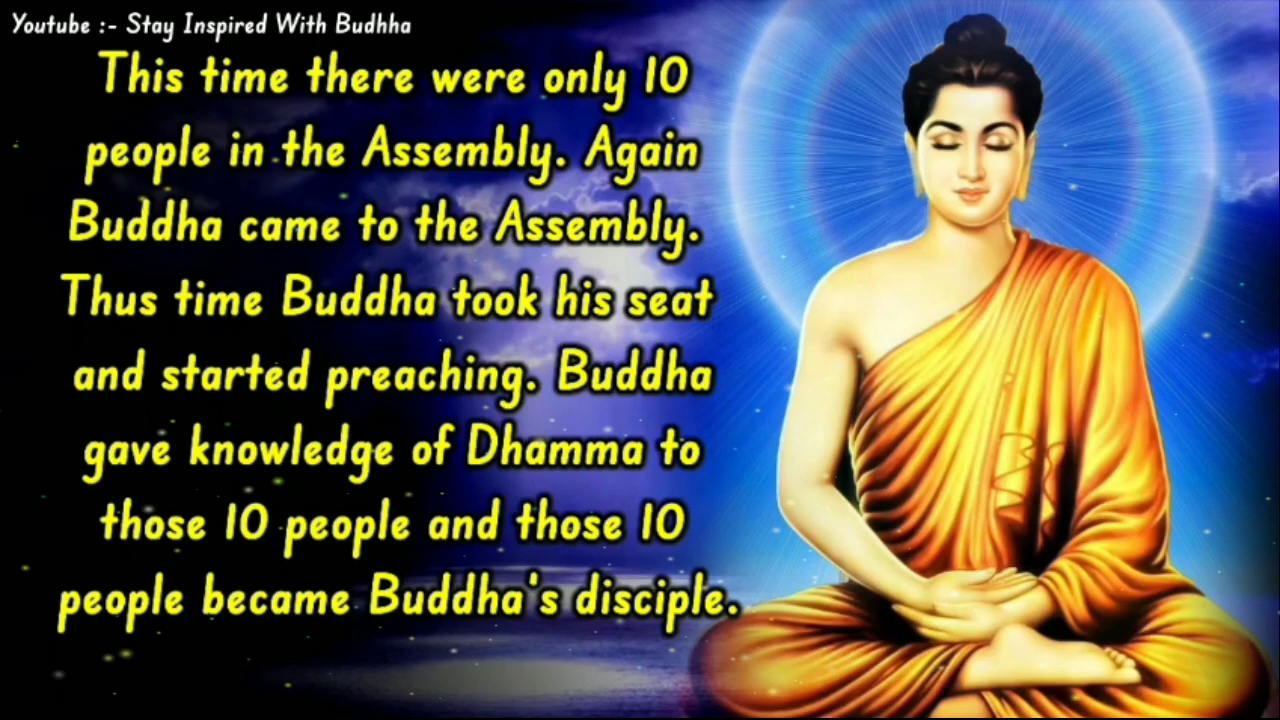 Youtube :- Stay Inspired With Budhha
This time there were only 10
people in the Assembly. Again
Buddha came to the Assembly.
Thus time Buddha took his seat
and started preaching. Buddha
gave knowledge of Dhamma to
those 10 people and those 10
people became Buddha's disciple.